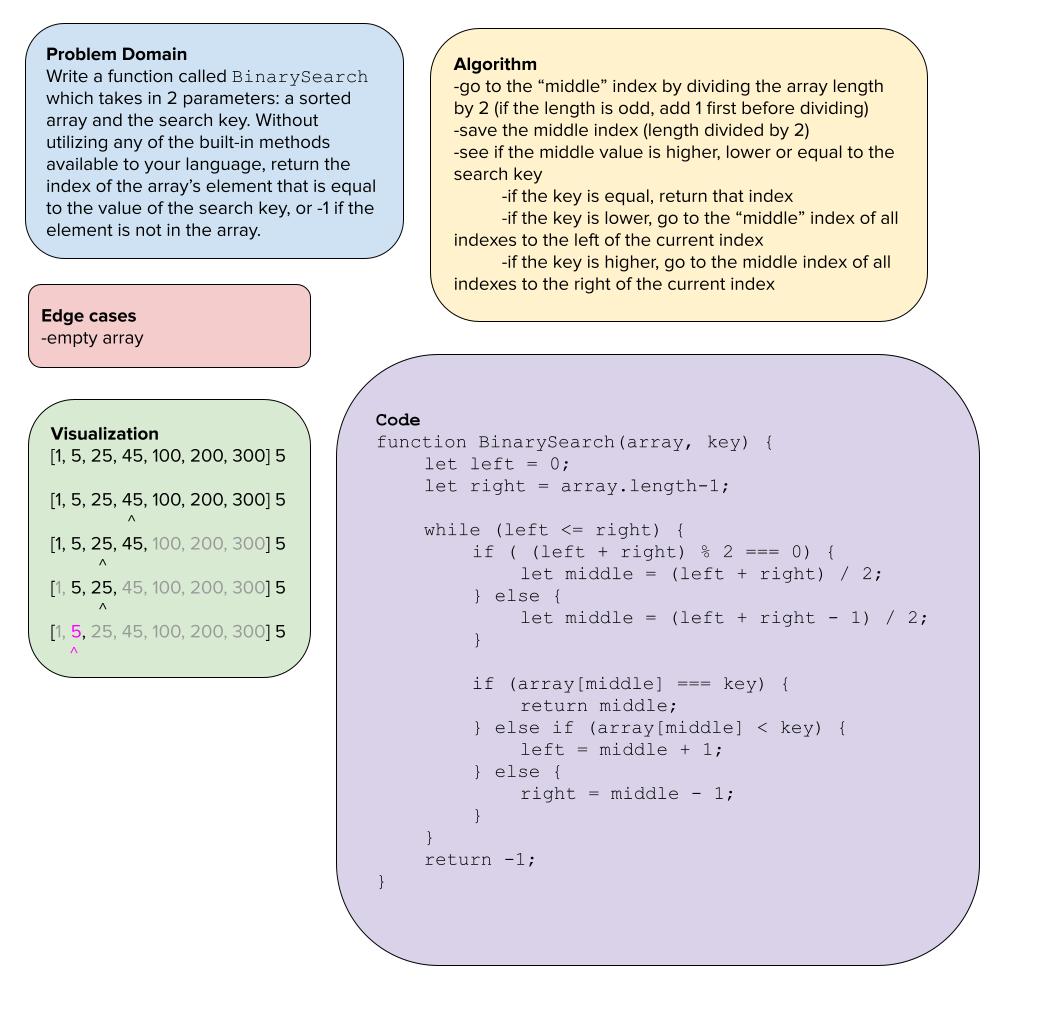 Problem Domain
Write a function called BinarySearch
which takes in 2 parameters: a sorted
array and the search key. Without
utilizing any of the built-in methods
available to your language, return the
index of the array's element that is equal
to the value of the search key, or -1 if the
element is not in the array.
Algorithm
-go to the “middle” index by dividing the array length
by 2 (if the length is odd, add 1 first before dividing)
-save the middle index (length divided by 2)
-see if the middle value is higher, lower or equal to the
search key
-if the key is equal, return that index
-if the key is lower, go to the “middle” index of all
indexes to the left of the current index
-if the key is higher, go to the middle index of all
indexes to the right of the current index
Edge cases
-empty array
Visualization
[1, 5, 25, 45, 100, 200, 300] 5
[1, 5, 25, 45, 100, 200, 300] 5
^
[1, 5, 25, 45, 100, 200, 300] 5
^
[1, 5, 25, 45, 100, 200, 300] 5
^
[1, 5, 25, 45, 100, 200, 300] 5
^
Code
function BinarySearch(array, key) {
let left = 0;
let right = array.length-1;
while (left <= right) {
if ( (left + right) % 2 === 0) {
let middle = (left + right) / 2;
} else {
let middle = (left + right - 1) / 2;
}
if (array[middle] === key) {
return middle;
} else if (array[middle] < key) {
left = middle + 1;
} else {
right = middle - 1;
}
}
return -1;
}